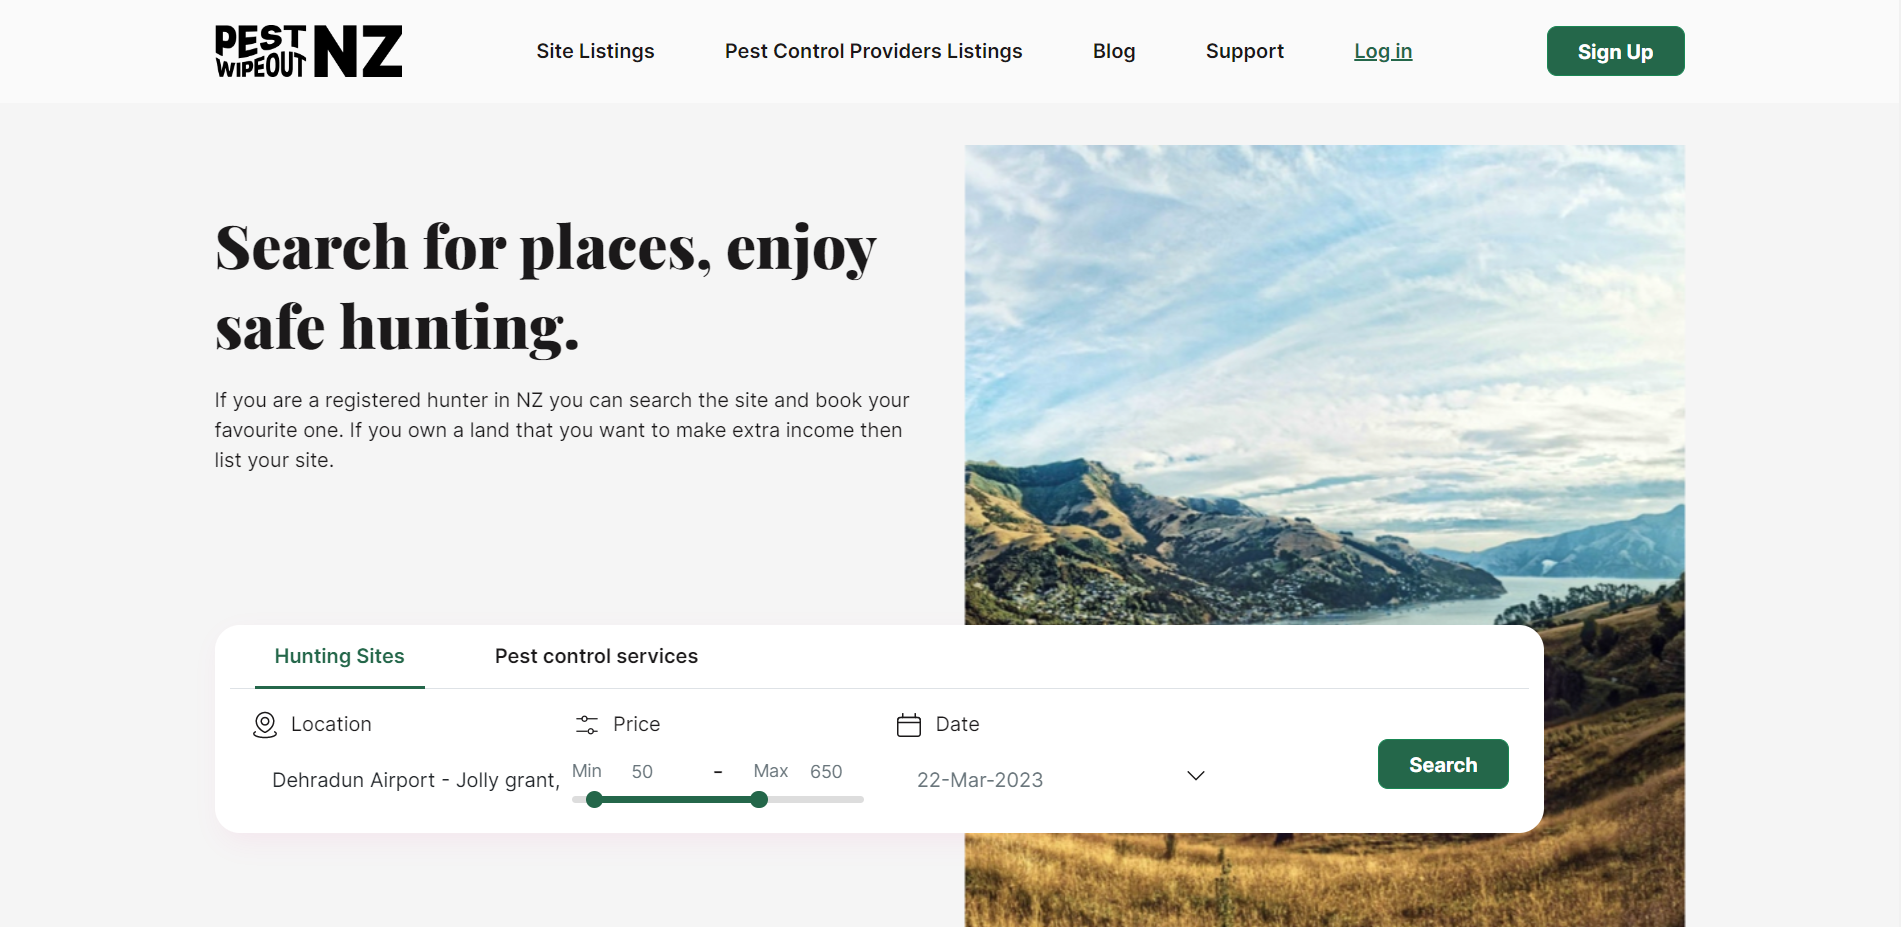 PEST
WIPEOUT
NZ
Site Listings
Pest Control Providers Listings
Blog
Support
Log in
Sign Up
Search for places, enjoy
safe hunting.
If you are a registered hunter in NZ you can search the site and book your
favourite one. If you own a land that you want to make extra income then
list your site.
Hunting Sites
Pest control services
Location
Price
Date
Dehradun Airport - Jolly grant,
Min 50 - Max 650
22-Mar-2023
Search